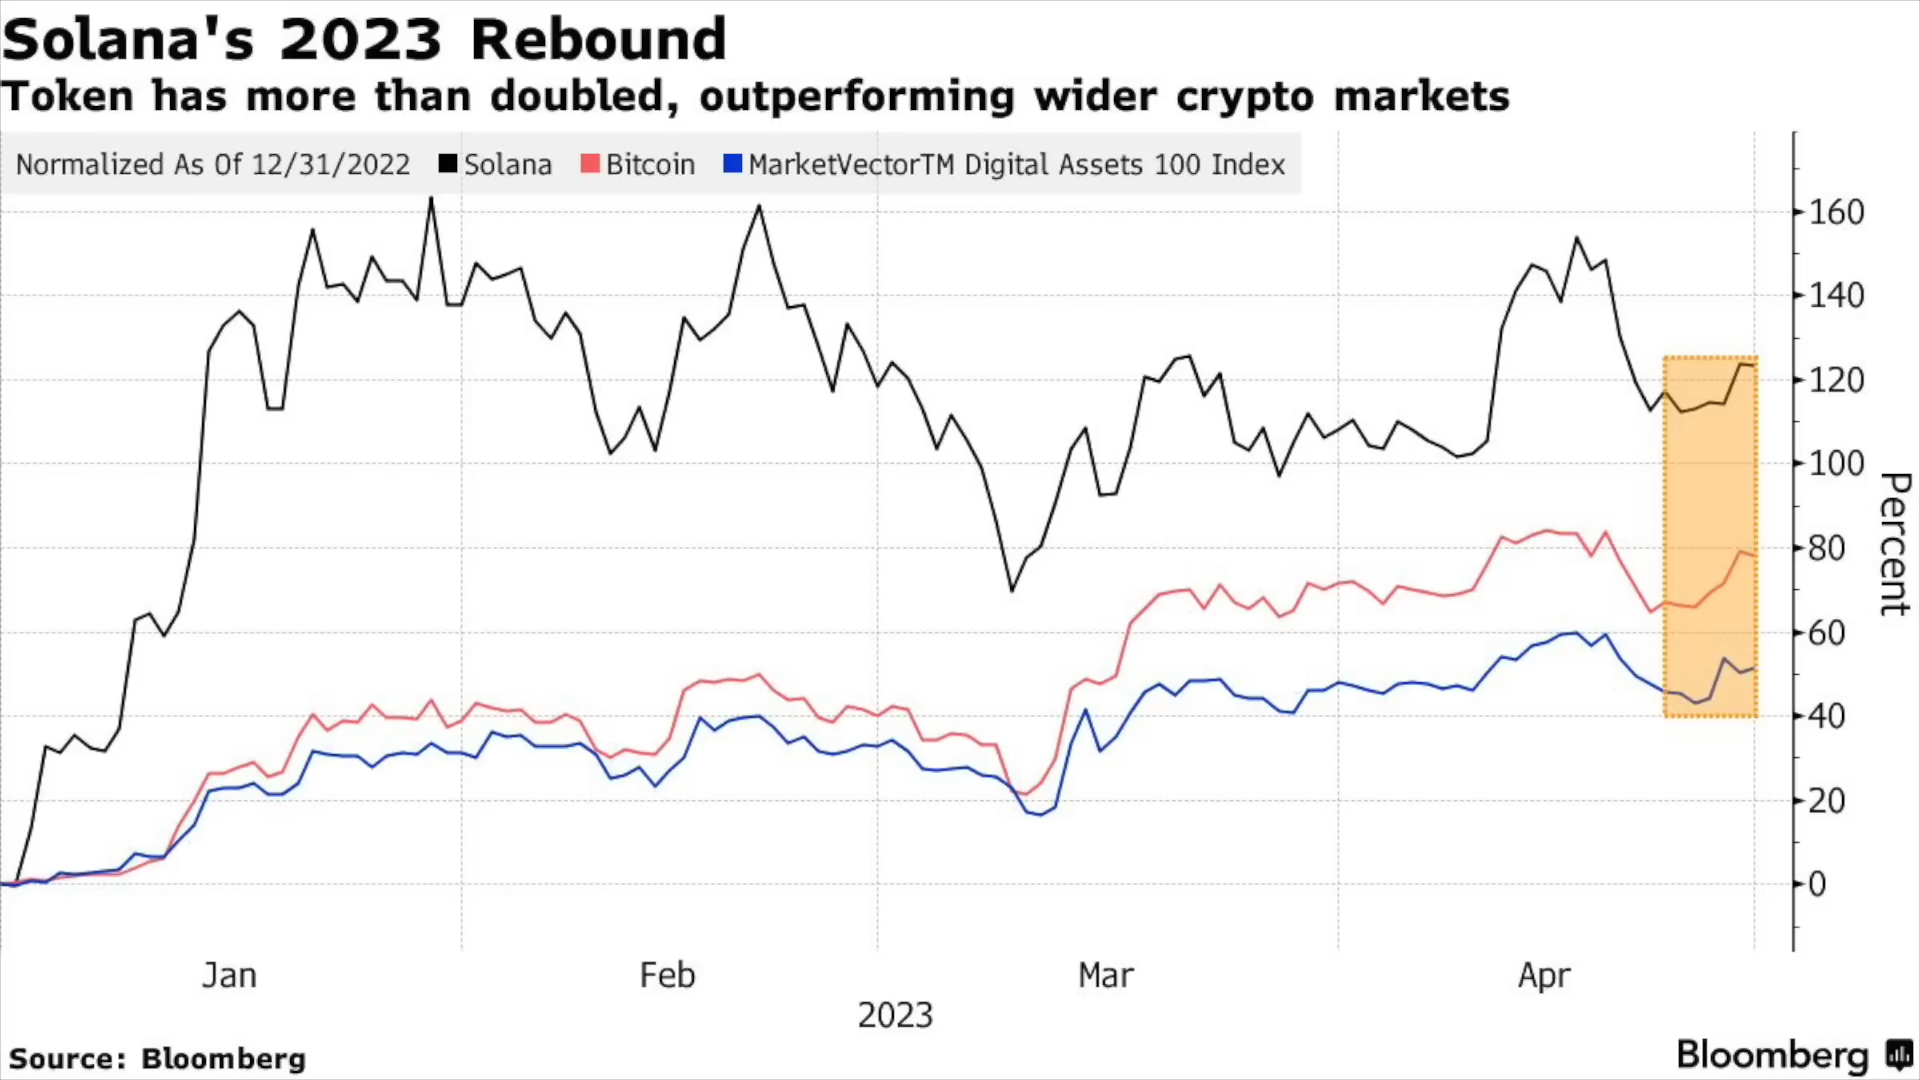 Solana's 2023 Rebound
Token has more than doubled, outperforming wider crypto markets
Normalized As Of 12/31/2022 Solana Bitcoin MarketVectorTM Digital Assets 100 Index
160
140
120
100
80
60
40
20
0
Percent
Jan Feb Mar Apr
2023
Source: Bloomberg
Bloomberg